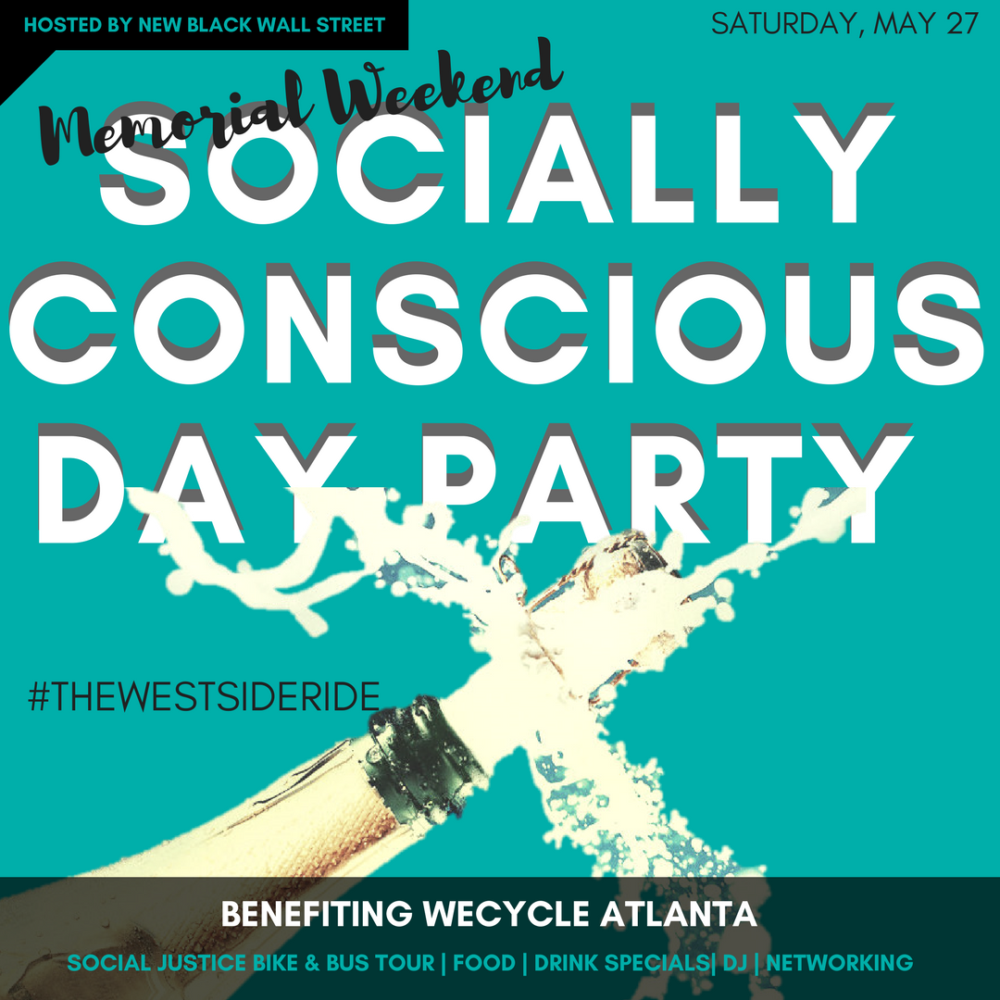 HOSTED BY NEW BLACK WALL STREET
SATURDAY, MAY 27
Memorial Weekend
SOCIALLY
CONSCIOUS
DAY PARTY
#THEWESTSIDERIDE
BENEFITING WECYCLE ATLANTA
SOCIAL JUSTICE BIKE & BUS TOUR | FOOD | DRINK SPECIALS| DJ | NETWORKING